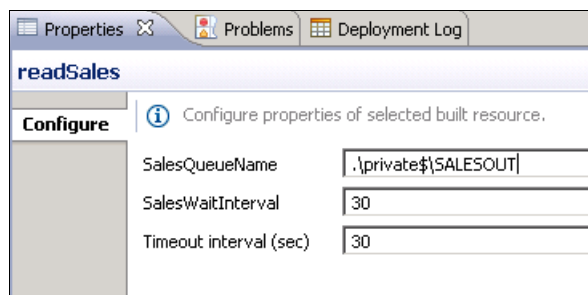 Properties Problems Deployment Log
readSales
Configure
Configure properties of selected built resource.
SalesQueueName .\private$\SALESOUT
SalesWaitInterval 30
Timeout interval (sec) 30